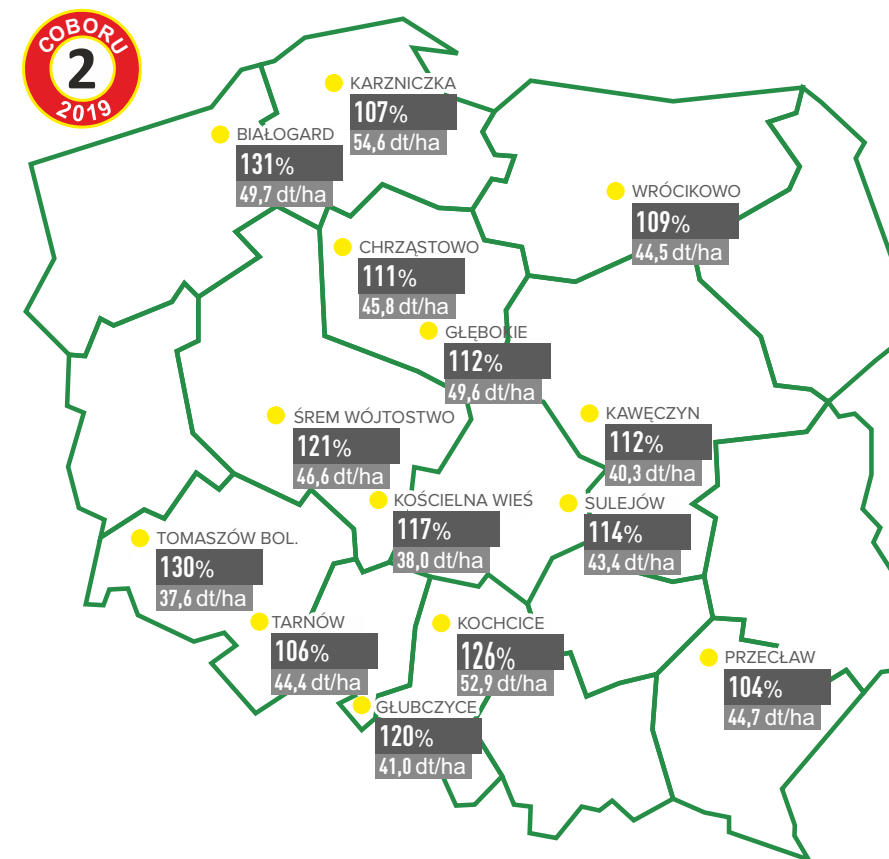 COBORU
2
2019
KARZNICZKA
107%
54,6 dt/ha
BIAŁOGARD
131%
49,7 dt/ha
WRÓCIKOWO
109%
44,5 dt/ha
CHRZĄSTOWO
111%
45,8 dt/ha
GŁĘBOKIE
112%
49,6 dt/ha
ŚREM WÓJTOSTWO
121%
46,6 dt/ha
KAWĘCZYN
112%
40,3 dt/ha
KOŚCIELNA WIEŚ
117%
38,0 dt/ha
SULEJÓW
114%
43,4 dt/ha
TOMASZÓW BOL.
130%
37,6 dt/ha
TARNÓW
106%
44,4 dt/ha
KOCHCICE
126%
52,9 dt/ha
PRZECŁAW
104%
44,7 dt/ha
GŁUBCZYCE
120%
41,0 dt/ha